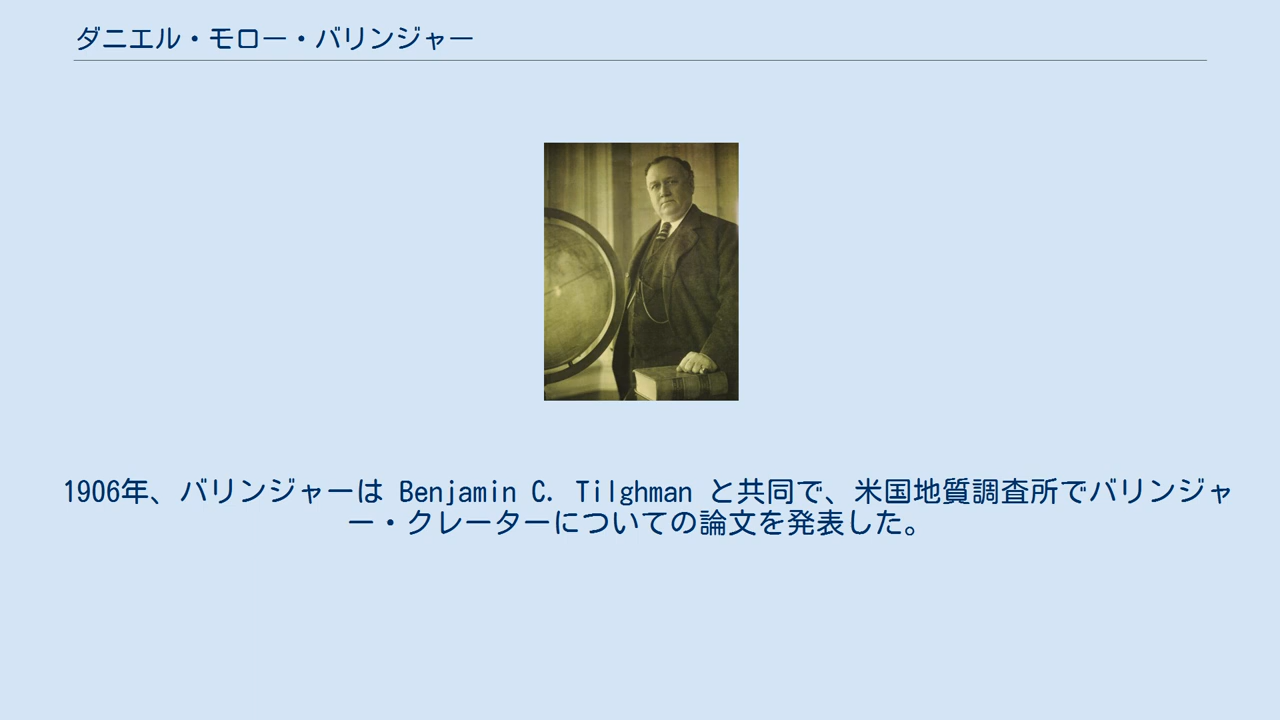 ダニエル・モロー・バリンジャー
1906年、バリンジャーは Benjamin C. Tilghman と共同で、米国地質調査所でバリンジャ
ー・クレーターについての論文を発表した。